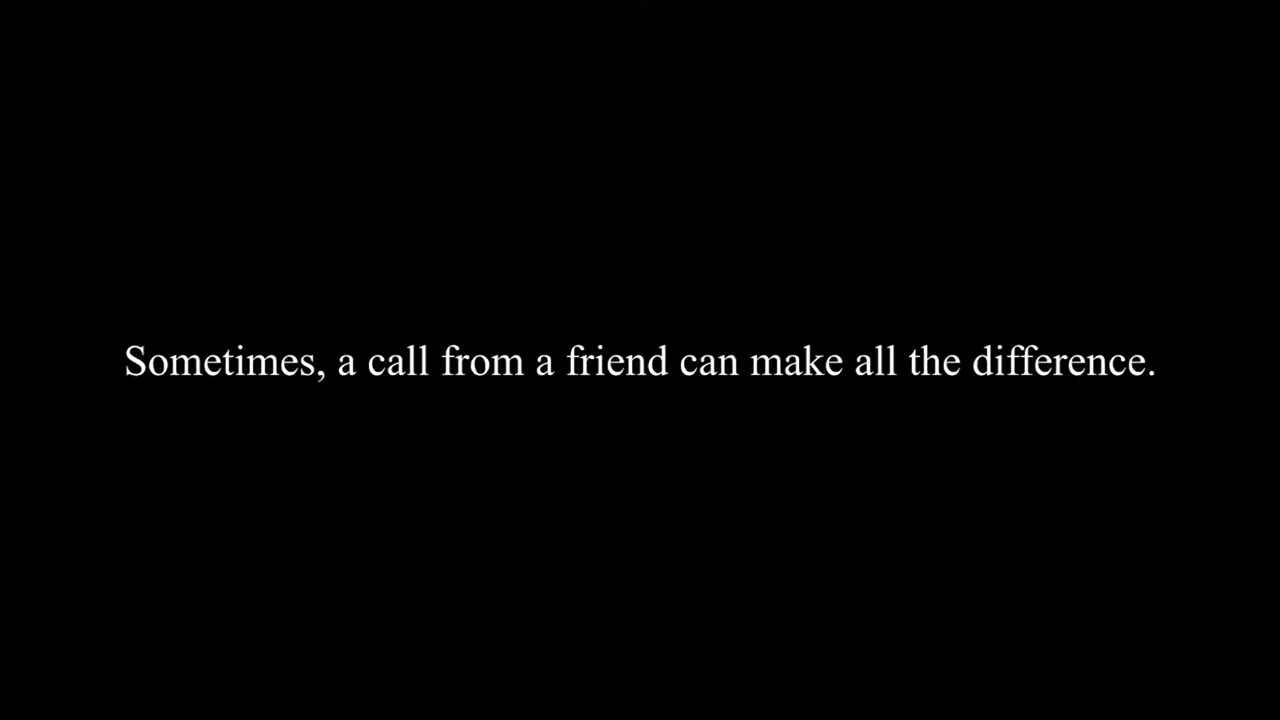 Sometimes, a call from a friend can make all the difference.